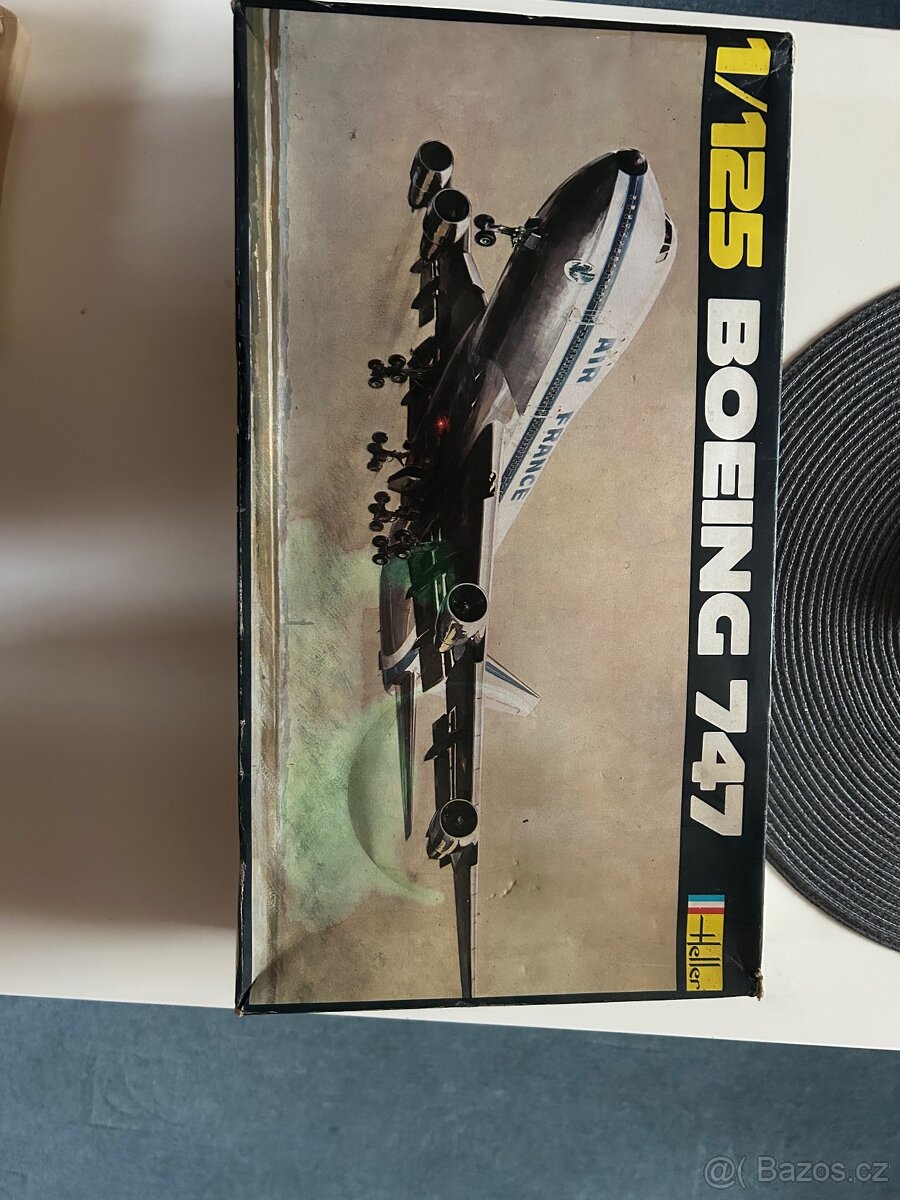 1/125 BOEING 747
Heller
AIR FRANCE
@( Bazos.cz